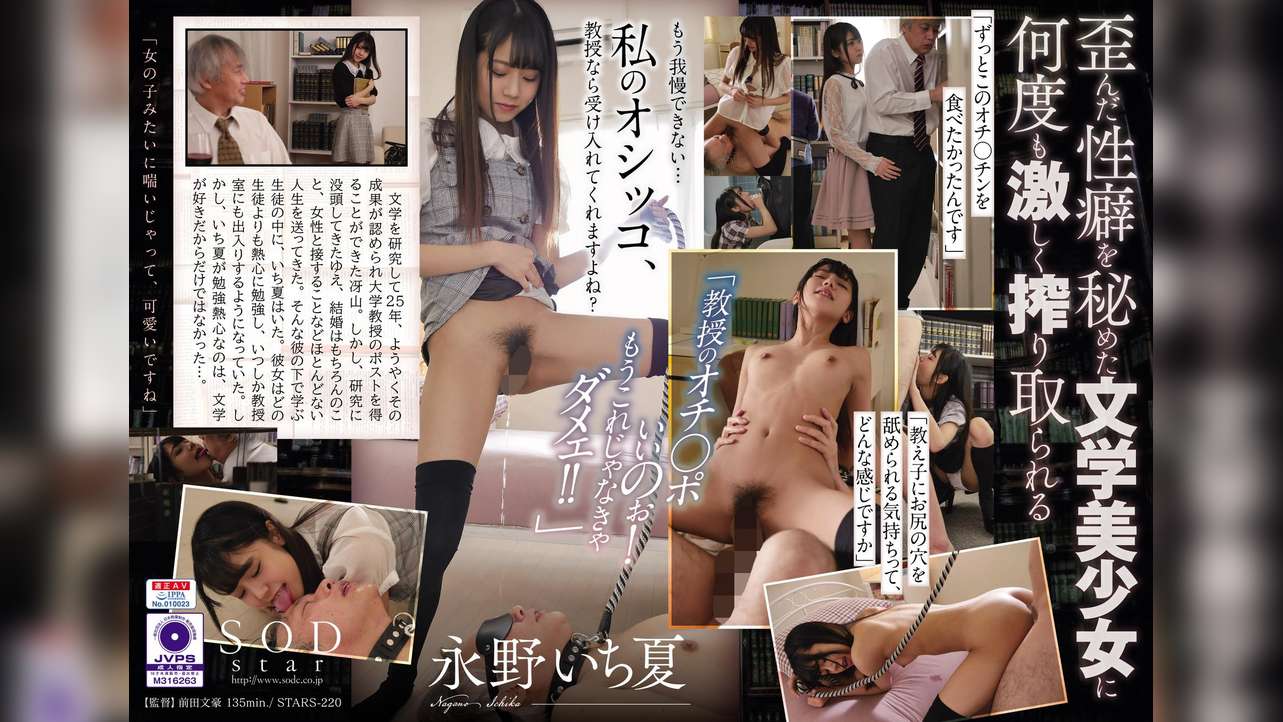 歪んだ性癖を秘めた文学美少女に
何度も激しく搾り取られる
「ずっとこのオチ〇チンを
食べたかったんです」
もう我慢できない…
私のオシッコ、
教授なら受け入れてくれますよね？
「教授のオチ〇ポ
いいのぉ！
もうこれじゃなきゃ
ダメェ!!」
「教え子にお尻の穴を
舐められる気持ちって、
どんな感じですか」
文学を研究して25年、ようやくその
成果が認められ大学教授のポストを得
ることができた冴山。しかし、研究に
没頭してきたゆえ、結婚はもちろんのこ
と、女性と接することなどほとんどない
人生を送ってきた。そんな彼の下で学ぶ
生徒の中に、いち夏はいた。彼女はどの
生徒よりも熱心に勉強し、いつしか教授
室にも出入りするようになっていた。し
かし、いち夏が勉強熱心なのは、文学
が好きだからだけではなかった…。
「女の子みたいに喘いじゃって、可愛いですね」
永野いち夏
Nagano Ichika
適正AV
IPPA
No.010023
JVPS
成人指定
M316263
SOD
star
http://www.sodc.co.jp
【監督】前田文豪 135min./ STARS-220